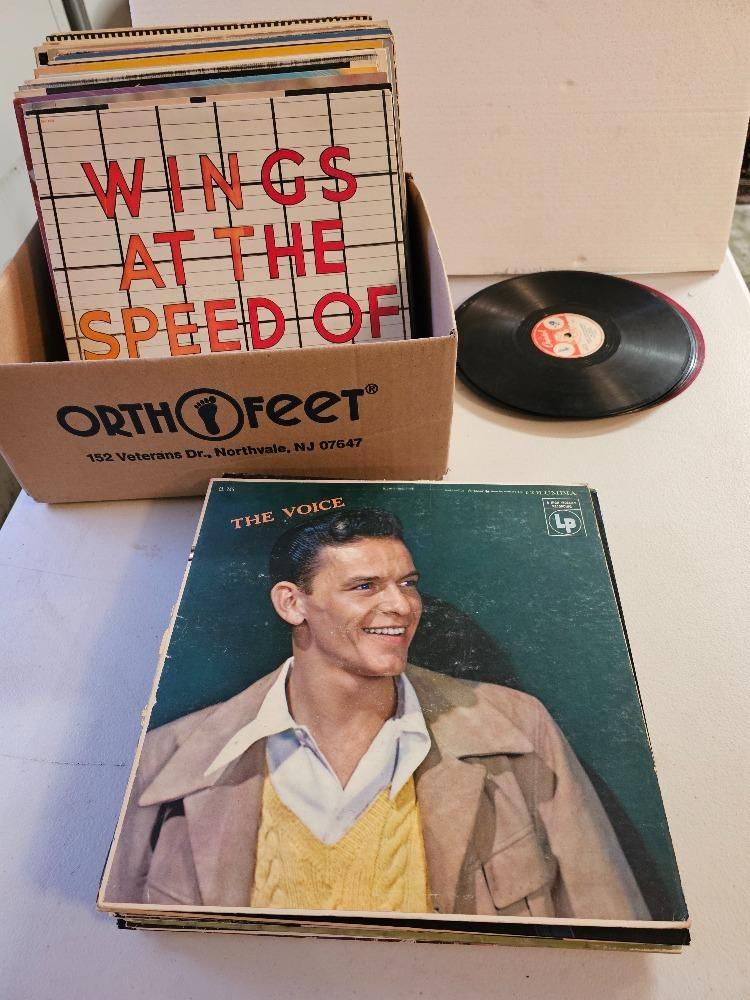 WINGS
AT THE
SPEED OF
ORTHOFEET®
152 Veterans Dr., Northvale, NJ 07647
THE VOICE
COLUMBIA
LP